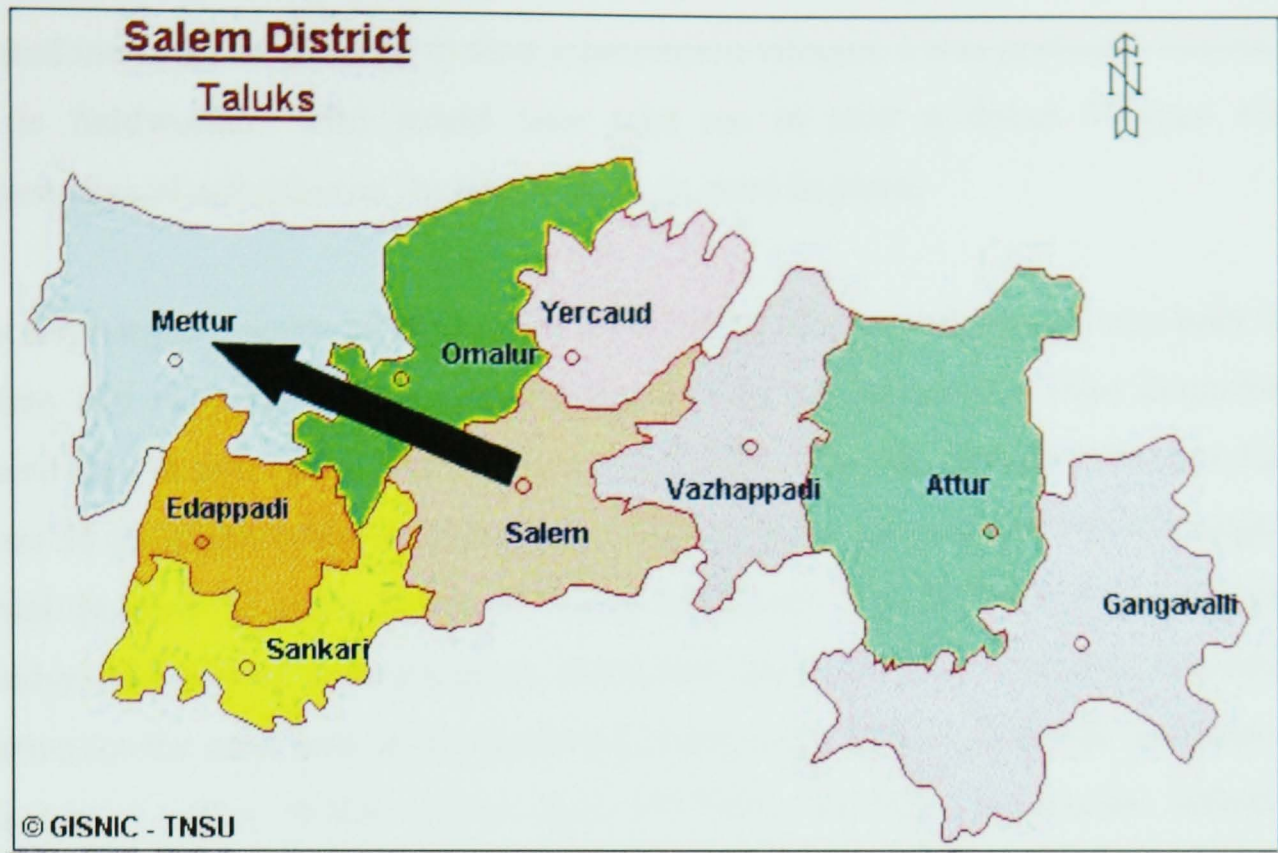 Salem District
Taluks
N
Mettur
Yercaud
Omalur
Edappadi
Salem
Vazhappadi
Attur
Sankari
Gangavalli
© GISNIC - TNSU